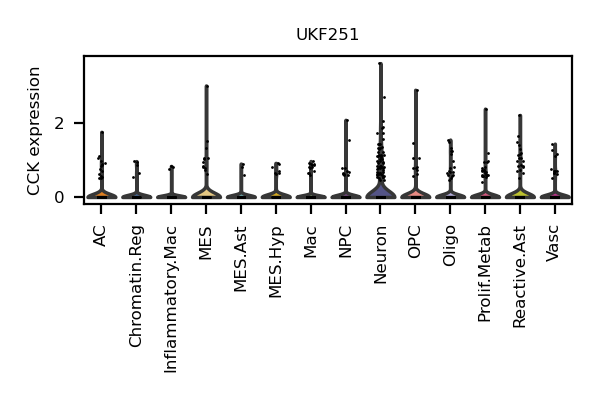 UKF251
CCK expression
2
0
AC
Chromatin.Reg
Inflammatory.Mac
MES
MES.Ast
MES.Hyp
Mac
NPC
Neuron
OPC
Oligo
Prolif.Metab
Reactive.Ast
Vasc